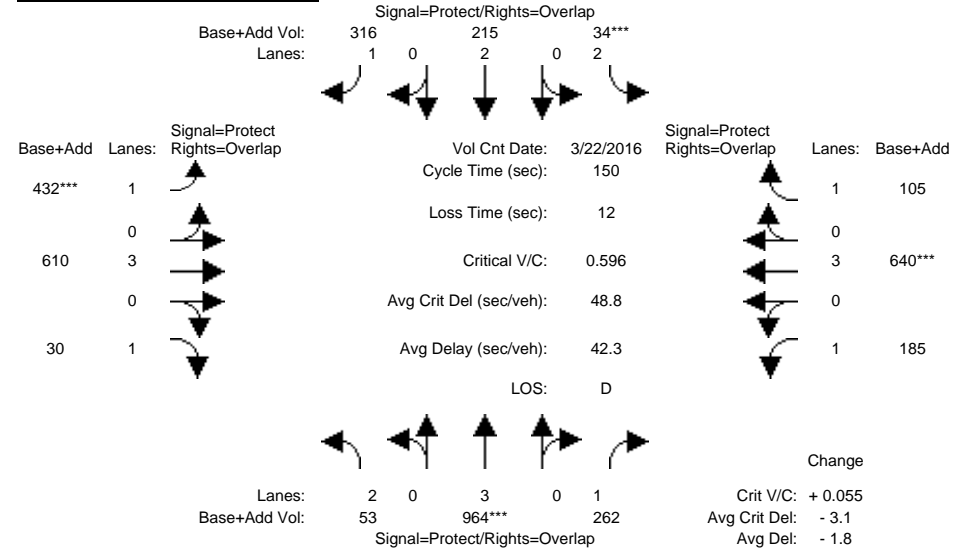 Signal=Protect/Rights=Overlap
Base+Add Vol: 316 215 34***
Lanes: 1 0 2 0 2
Signal=Protect Signal=Protect
Base+Add Lanes: Rights=Overlap Vol Cnt Date: 3/22/2016 Rights=Overlap Lanes: Base+Add
Cycle Time (sec): 150
432*** 1 1 105
Loss Time (sec): 12
0 0
610 3 Critical V/C: 0.596 3 640***
0 Avg Crit Del (sec/veh): 48.8 0
30 1 Avg Delay (sec/veh): 42.3 1 185
LOS: D
Change
Lanes: 2 0 3 0 1 Crit V/C: + 0.055
Base+Add Vol: 53 964*** 262 Avg Crit Del: - 3.1
Signal=Protect/Rights=Overlap Avg Del: - 1.8